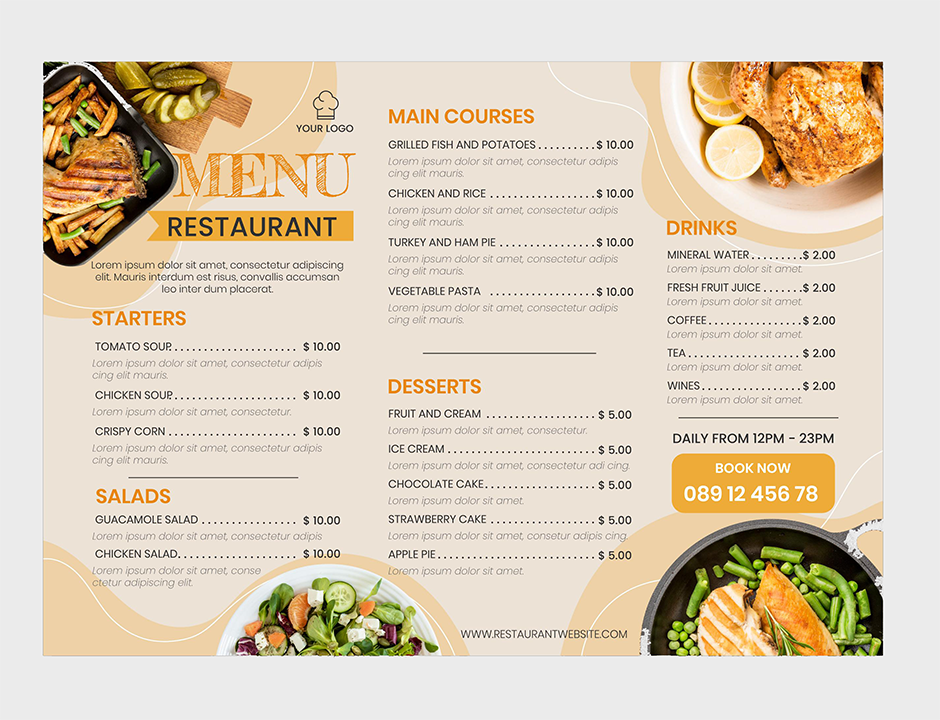 YOUR LOGO
MENU
RESTAURANT
Lorem ipsum dolor sit amet, consectetur adipiscing
elit. Mauris interdum est risus, convallis accumsan
leo inter dum placerat.
STARTERS
TOMATO SOUP. . . . . . . . . . . . . . . . . . . . $ 10.00
Lorem ipsum dolor sit amet, consectetur adipis
cing elit mauris.
CHICKEN SOUP. . . . . . . . . . . . . . . . . . . . $ 10.00
Lorem ipsum dolor sit amet, consectetur.
CRISPY CORN . . . . . . . . . . . . . . . . . . . . . $ 10.00
Lorem ipsum dolor sit amet, consectetur adipis
cing elit mauris.
SALADS
GUACAMOLE SALAD . . . . . . . . . . . . . . . $ 10.00
Lorem ipsum dolor sit amet, consectetur adipis
CHICKEN SALAD. . . . . . . . . . . . . . . . . . . $ 10.00
Lorem ipsum dolor sit amet, conse
ctetur adipiscing elit.
MAIN COURSES
GRILLED FISH AND POTATOES . . . . . . . . . . $ 10.00
Lorem ipsum dolor sit amet, consectetur adipis
cing elit mauris.
CHICKEN AND RICE . . . . . . . . . . . . . . . . . . $ 10.00
Lorem ipsum dolor sit amet, consectetur adipis
cing elit mauris.
TURKEY AND HAM PIE . . . . . . . . . . . . . . . . $ 10.00
Lorem ipsum dolor sit amet, consectetur adipis
cing elit mauris.
VEGETABLE PASTA . . . . . . . . . . . . . . . . . . $ 10.00
Lorem ipsum dolor sit amet, consectetur adipis
cing elit mauris.
DESSERTS
FRUIT AND CREAM . . . . . . . . . . . . . . . . . . $ 5.00
Lorem ipsum dolor sit amet, consectetur.
ICE CREAM . . . . . . . . . . . . . . . . . . . . . . . . $ 5.00
Lorem ipsum dolor sit amet, consectetur adi cing.
CHOCOLATE CAKE. . . . . . . . . . . . . . . . . . $ 5.00
Lorem ipsum dolor sit amet.
STRAWBERRY CAKE . . . . . . . . . . . . . . . . . $ 5.00
Lorem ipsum dolor sit amet, consectetur adipis cing.
APPLE PIE. . . . . . . . . . . . . . . . . . . . . . . . . . $ 5.00
Lorem ipsum dolor sit amet.
WWW.RESTAURANTWEBSITE.COM
DRINKS
MINERAL WATER . . . . . . . . . $ 2.00
Lorem ipsum dolor sit amet.
FRESH FRUIT JUICE . . . . . . . $ 2.00
Lorem ipsum dolor sit amet.
COFFEE. . . . . . . . . . . . . . . . . $ 2.00
Lorem ipsum dolor sit amet.
TEA . . . . . . . . . . . . . . . . . . . . $ 2.00
Lorem ipsum dolor sit amet.
WINES. . . . . . . . . . . . . . . . . . $ 2.00
Lorem ipsum dolor sit amet.
DAILY FROM 12PM - 23PM
BOOK NOW
089 12 456 78